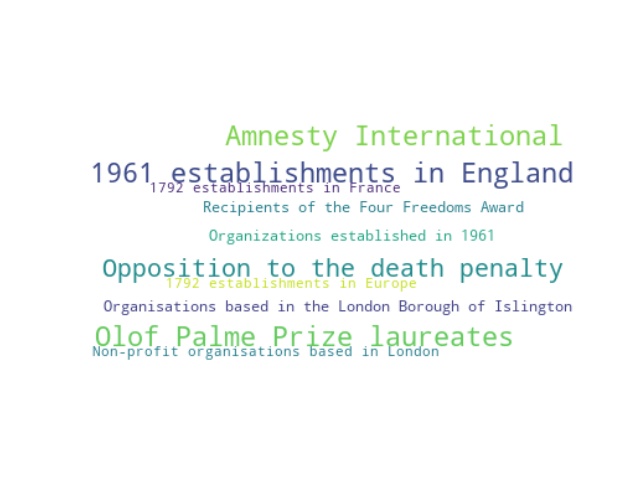 Amnesty International
1961 establishments in England
1792 establishments in France
Recipients of the Four Freedoms Award
Organizations established in 1961
Opposition to the death penalty
1792 establishments in Europe
Organisations based in the London Borough of Islington
Olof Palme Prize laureates
Non-profit organisations based in London